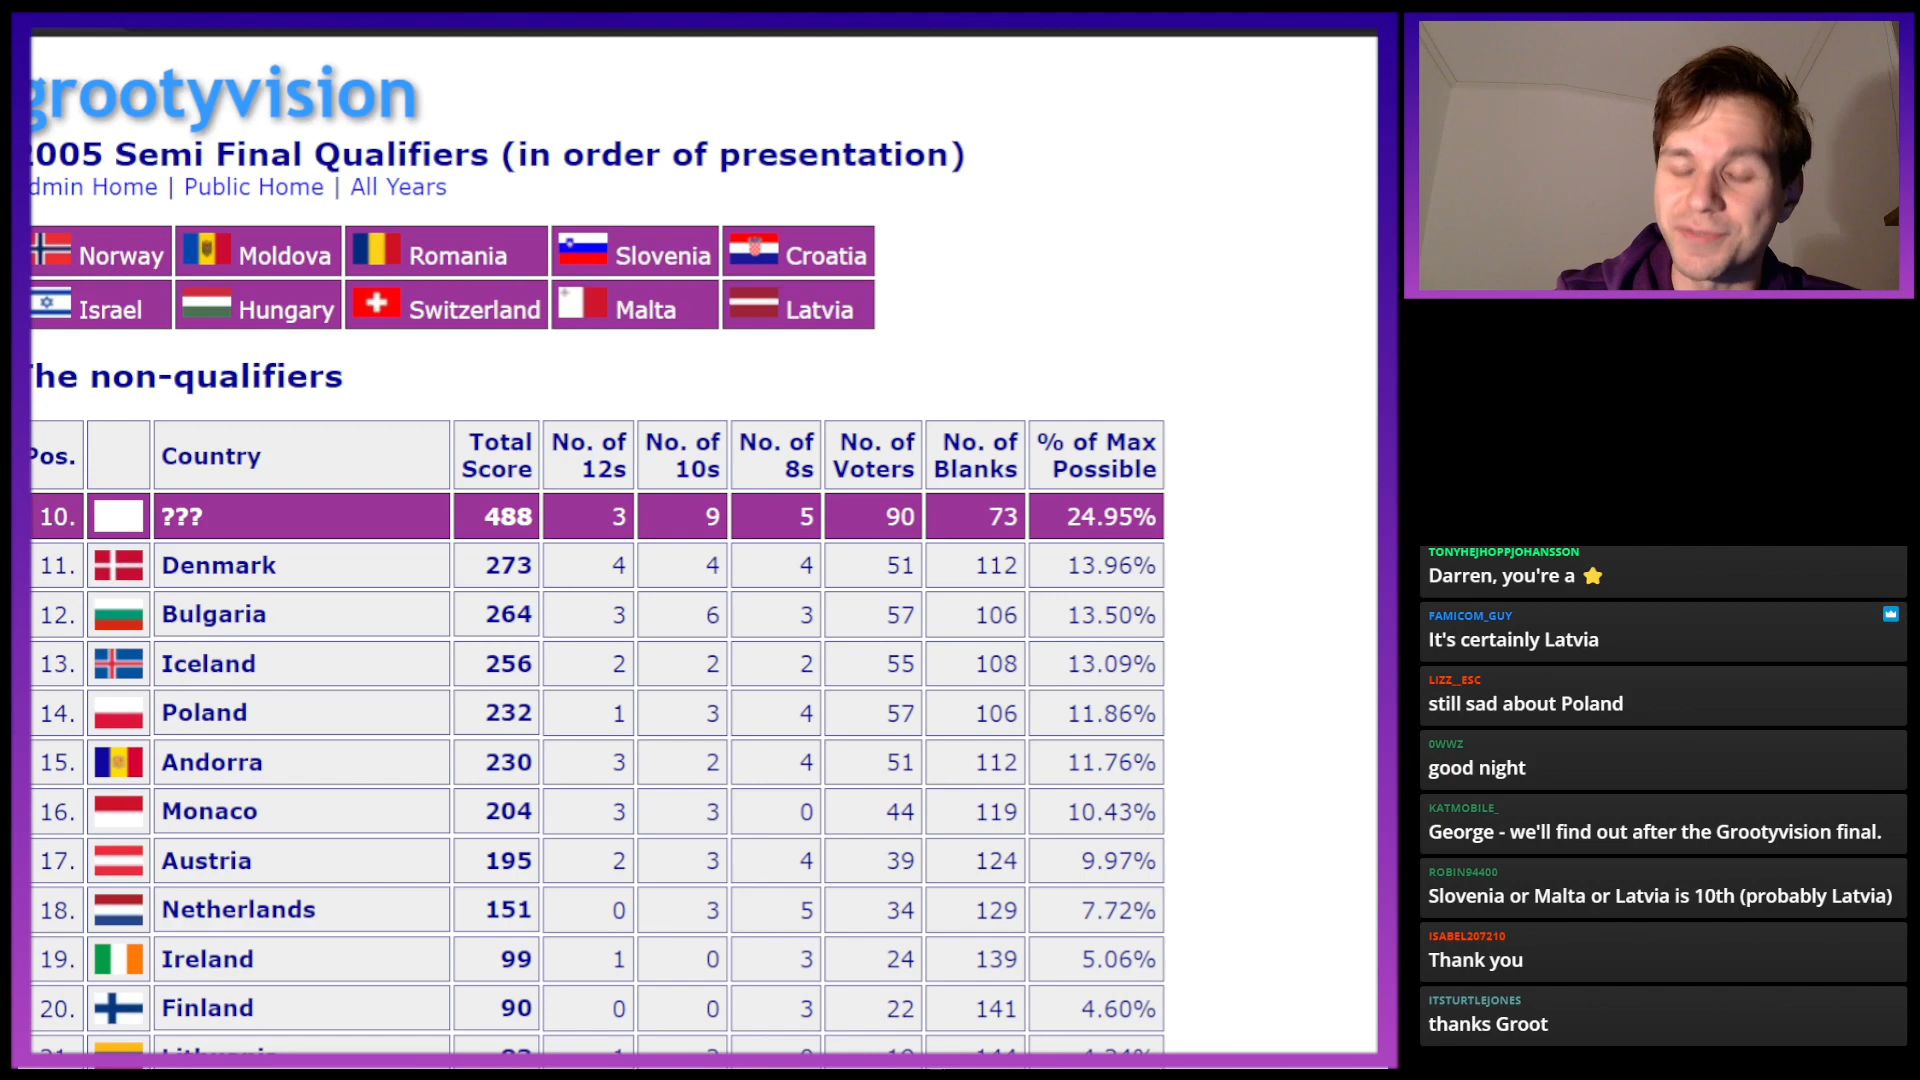 grootyvision
2005 Semi Final Qualifiers (in order of presentation)
dmin Home | Public Home | All Years
Norway Moldova Romania Slovenia Croatia
Israel Hungary Switzerland Malta Latvia
he non-qualifiers
Pos. Country Total Score No. of 12s No. of 10s No. of 8s No. of Voters No. of Blanks % of Max Possible
10. ??? 488 3 9 5 90 73 24.95%
11. Denmark 273 4 4 4 51 112 13.96%
12. Bulgaria 264 3 6 3 57 106 13.50%
13. Iceland 256 2 2 2 55 108 13.09%
14. Poland 232 1 3 4 57 106 11.86%
15. Andorra 230 3 2 4 51 112 11.76%
16. Monaco 204 3 3 0 44 119 10.43%
17. Austria 195 2 3 4 39 124 9.97%
18. Netherlands 151 0 3 5 34 129 7.72%
19. Ireland 99 1 0 3 24 139 5.06%
20. Finland 90 0 0 3 22 141 4.60%
TONYHEJHOPPJOHANSSON
Darren, you're a ⭐
FAMICOM_GUY
It's certainly Latvia
LIZZ__ESC
still sad about Poland
0WWZ
good night
KATMOBILE_
George - we'll find out after the Grootyvision final.
ROBIN94400
Slovenia or Malta or Latvia is 10th (probably Latvia)
ISABEL207210
Thank you
ITSTURTLEJONES
thanks Groot